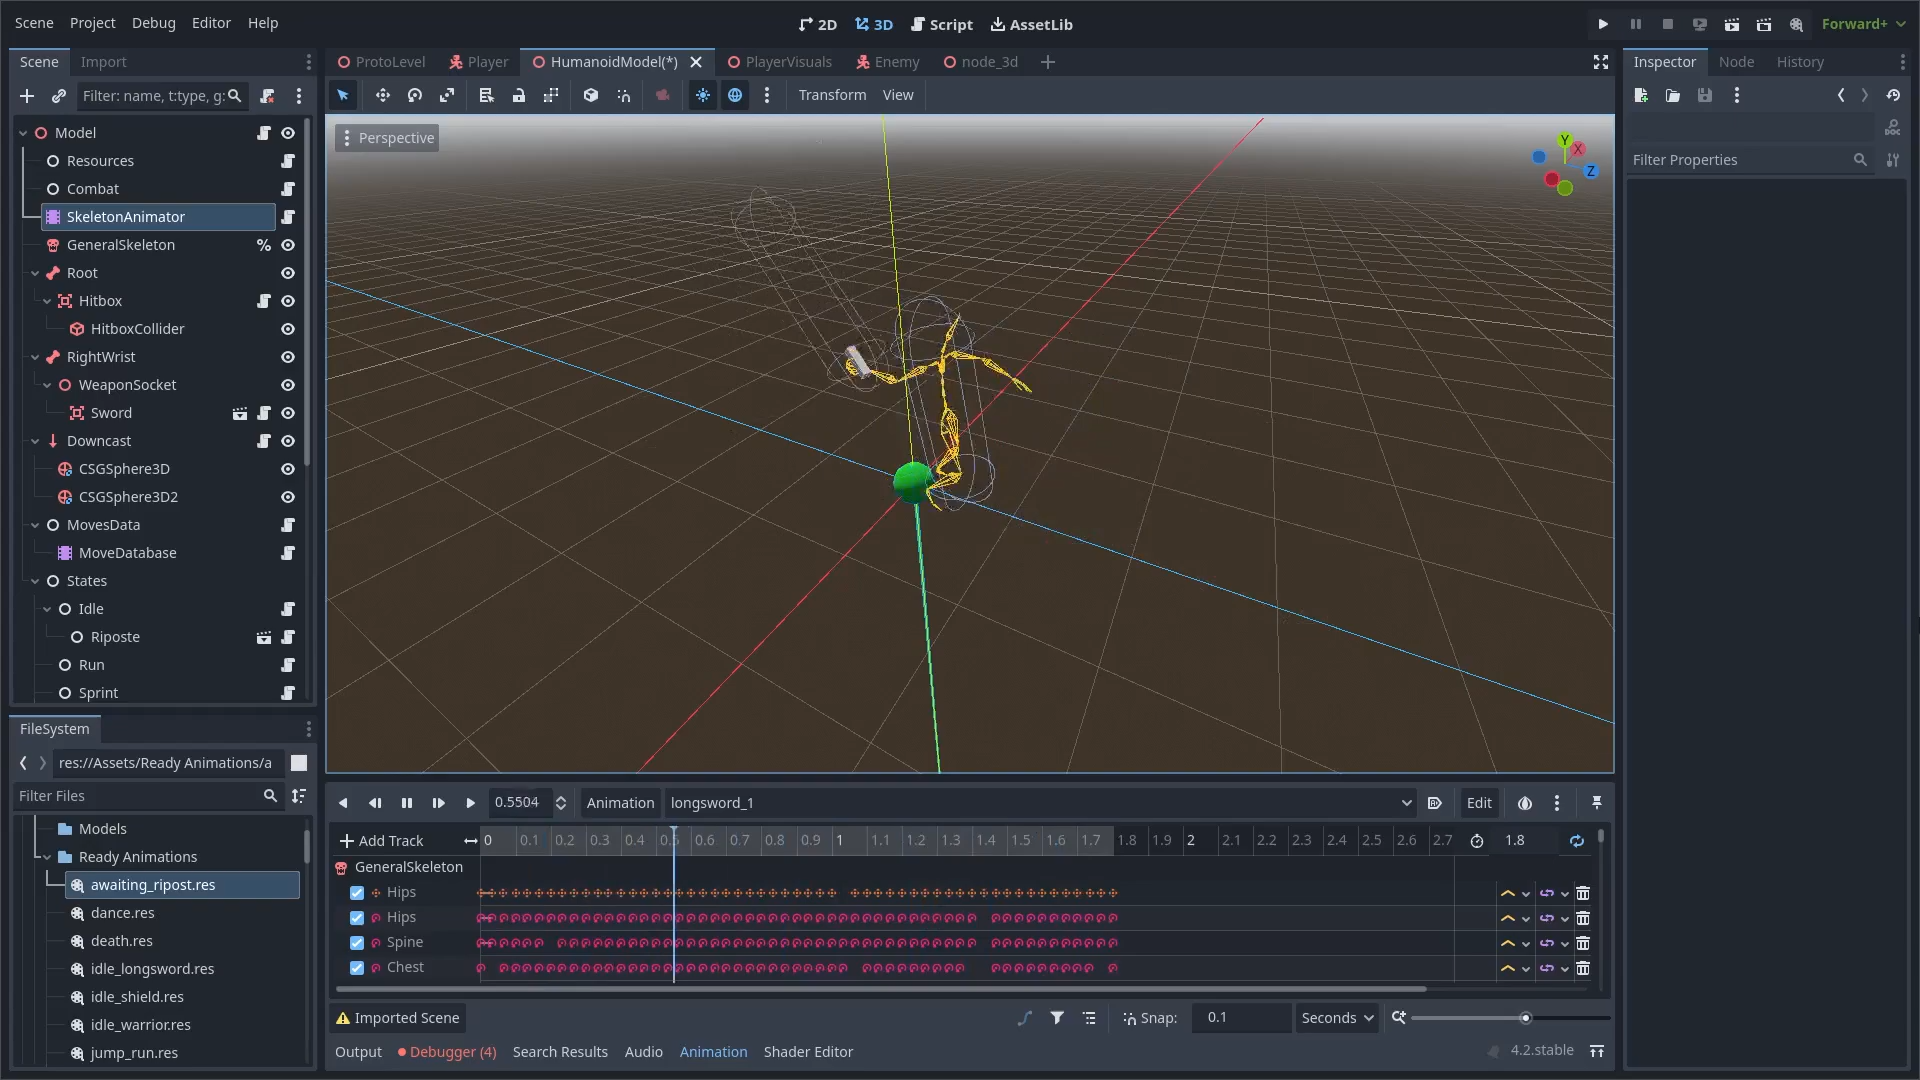 Scene Project Debug Editor Help 2D 3D Script AssetLib Forward+
Scene Import ProtoLevel Player HumanoidModel(*) PlayerVisuals Enemy node_3d Inspector Node History
Filter: name, t:type, g: Transform View
Model
Perspective
Y X Z
Filter Properties
Resources
Combat
SkeletonAnimator
GeneralSkeleton %
Root
Hitbox
HitboxCollider
RightWrist
WeaponSocket
Sword
Downcast
CSGSphere3D
CSGSphere3D2
MovesData
MoveDatabase
States
Idle
Riposte
Run
Sprint
FileSystem
res://Assets/Ready Animations/a
Filter Files
Models
Ready Animations
awaiting_ripost.res
dance.res
death.res
idle_longsword.res
idle_shield.res
idle_warrior.res
jump_run.res
0.5504 Animation longsword_1 Edit
Add Track 0 0.1 0.2 0.3 0.4 0.5 0.6 0.7 0.8 0.9 1 1.1 1.2 1.3 1.4 1.5 1.6 1.7 1.8 1.9 2 2.1 2.2 2.3 2.4 2.5 2.6 2.7 1.8
GeneralSkeleton
Hips
Hips
Spine
Chest
Imported Scene Snap: 0.1 Seconds
Output Debugger (4) Search Results Audio Animation Shader Editor 4.2.stable